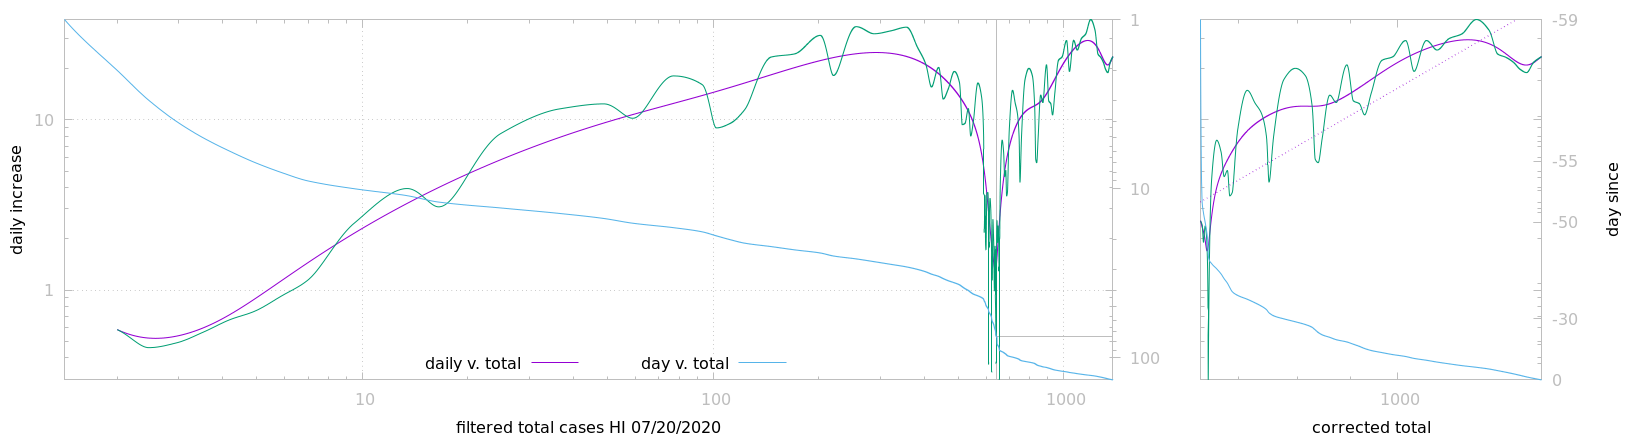 daily increase
10
1
daily v. total
day v. total
10
100
1000
filtered total cases HI 07/20/2020
1
10
100
-59
-55
-50
-30
0
day since
1000
corrected total